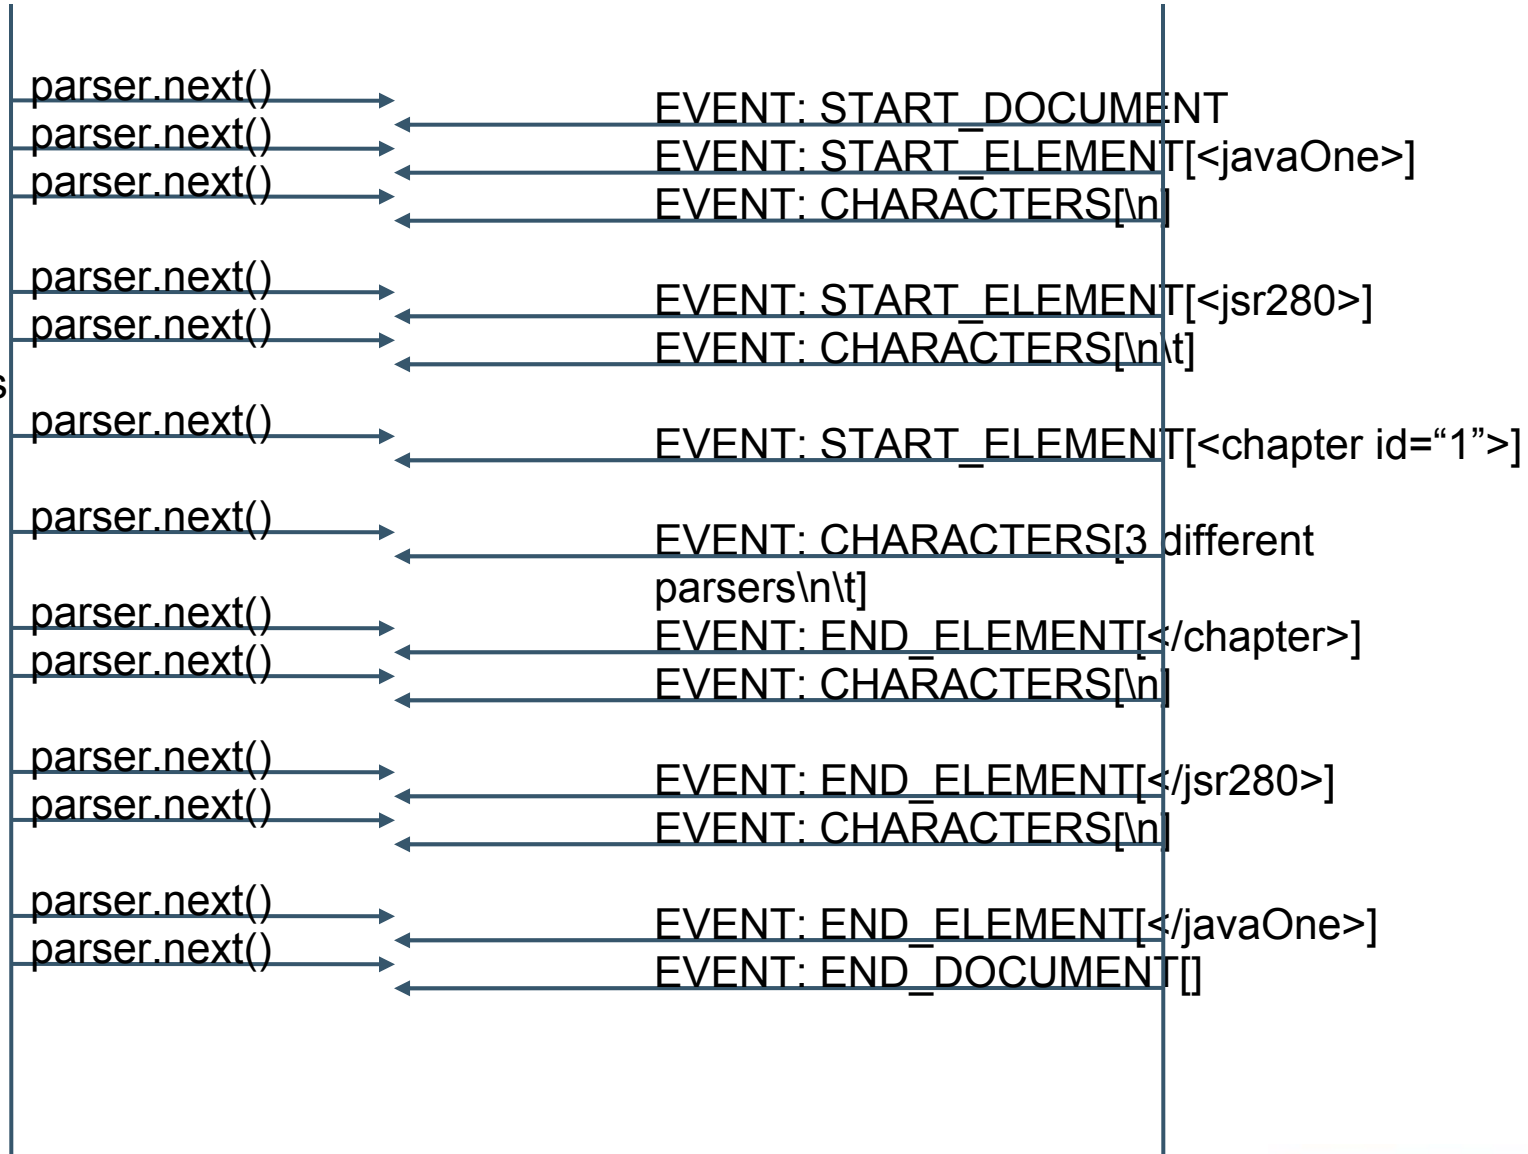 parser.next()
EVENT: START_DOCUMENT
parser.next()
EVENT: START_ELEMENT[<javaOne>]
parser.next()
EVENT: CHARACTERS[\n]
parser.next()
EVENT: START_ELEMENT[<jsr280>]
parser.next()
EVENT: CHARACTERS[\n\t]
s
parser.next()
EVENT: START_ELEMENT[<chapter id=“1”>]
parser.next()
EVENT: CHARACTERS[3 different
parsers\n\t]
parser.next()
EVENT: END_ELEMENT[</chapter>]
parser.next()
EVENT: CHARACTERS[\n]
parser.next()
EVENT: END_ELEMENT[</jsr280>]
parser.next()
EVENT: CHARACTERS[\n]
parser.next()
EVENT: END_ELEMENT[</javaOne>]
parser.next()
EVENT: END_DOCUMENT[]